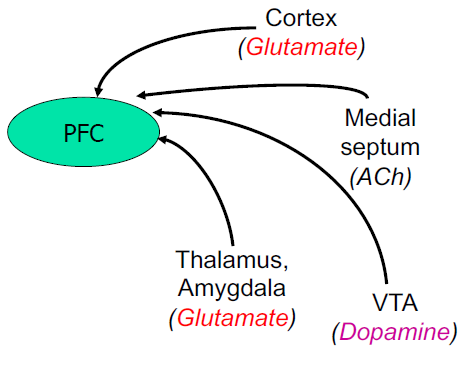 Cortex
(Glutamate)
PFC
Medial
septum
(ACh)
Thalamus,
Amygdala
(Glutamate)
VTA
(Dopamine)